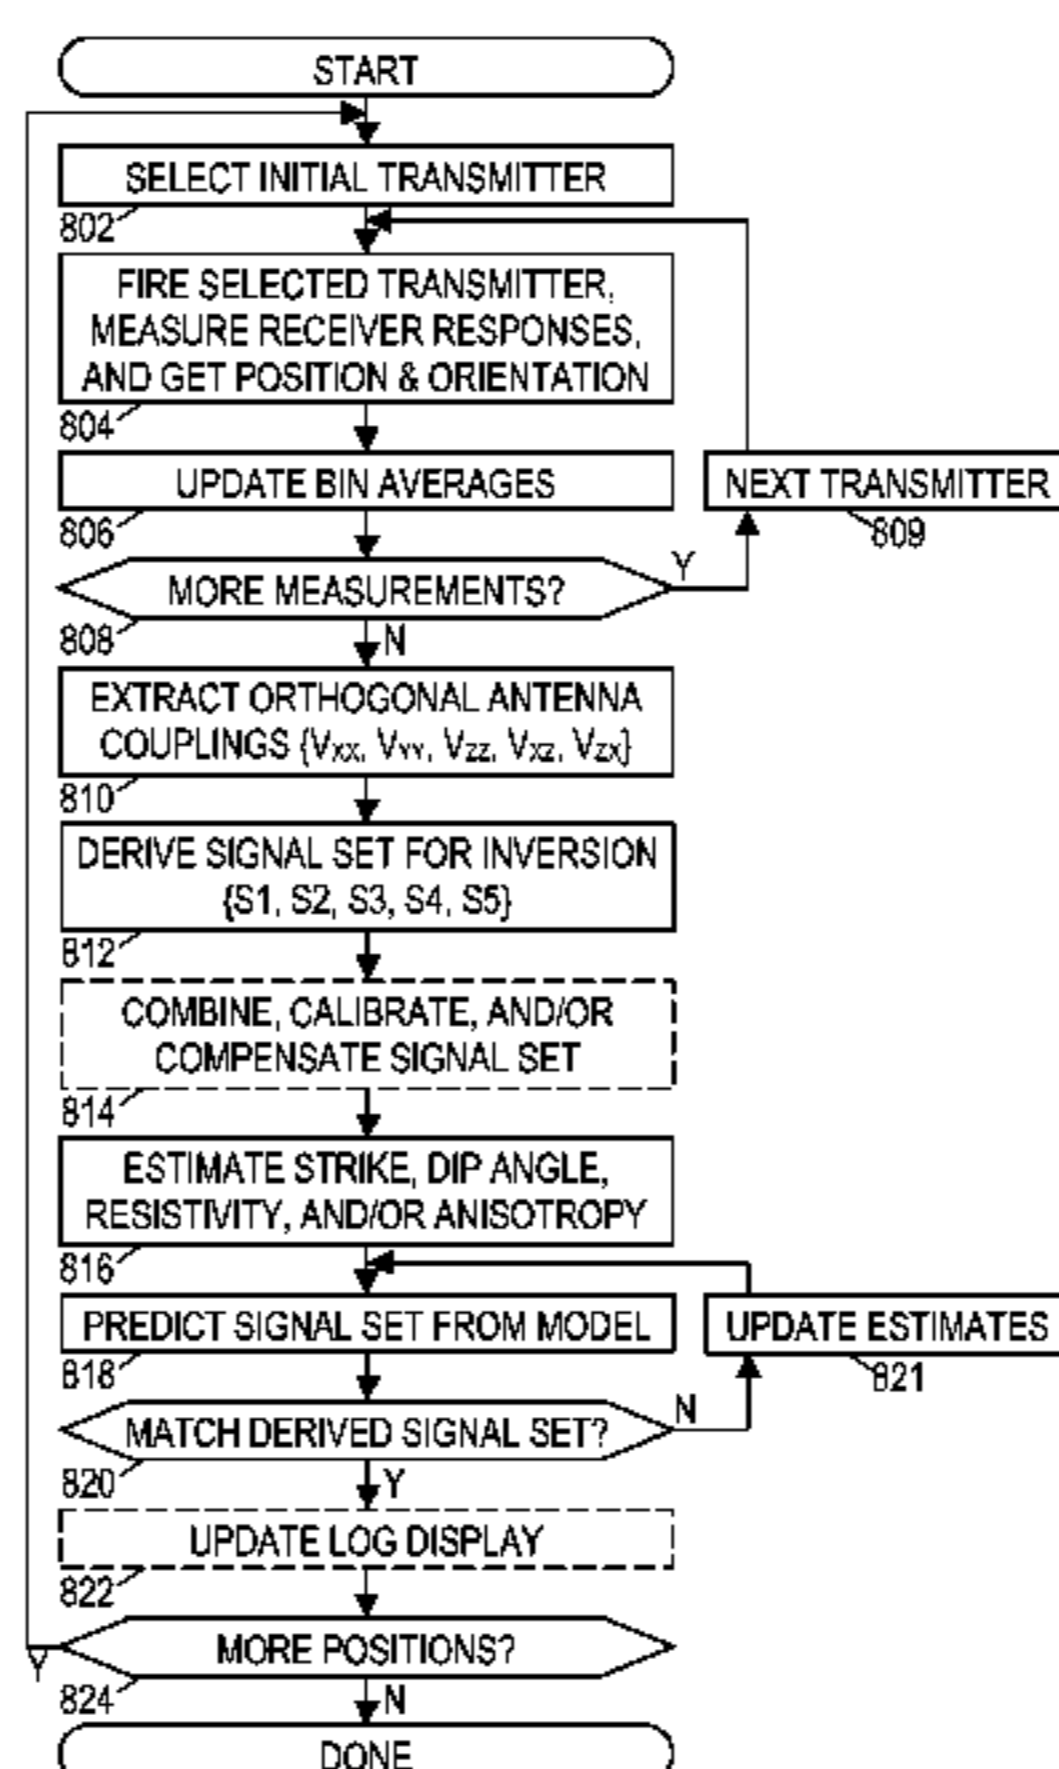 START
SELECT INITIAL TRANSMITTER
802
FIRE SELECTED TRANSMITTER,
MEASURE RECEIVER RESPONSES,
AND GET POSITION & ORIENTATION
804
UPDATE BIN AVERAGES
806
NEXT TRANSMITTER
809
MORE MEASUREMENTS?
Y
808
N
EXTRACT ORTHOGONAL ANTENNA
COUPLINGS {VXX, VYY, VZZ, VXZ, VZX}
810
DERIVE SIGNAL SET FOR INVERSION
{S1, S2, S3, S4, S5}
812
COMBINE, CALIBRATE, AND/OR
COMPENSATE SIGNAL SET
814
ESTIMATE STRIKE, DIP ANGLE,
RESISTIVITY, AND/OR ANISOTROPY
816
PREDICT SIGNAL SET FROM MODEL
818
UPDATE ESTIMATES
821
MATCH DERIVED SIGNAL SET?
N
820
Y
UPDATE LOG DISPLAY
822
MORE POSITIONS?
Y
824
N
DONE